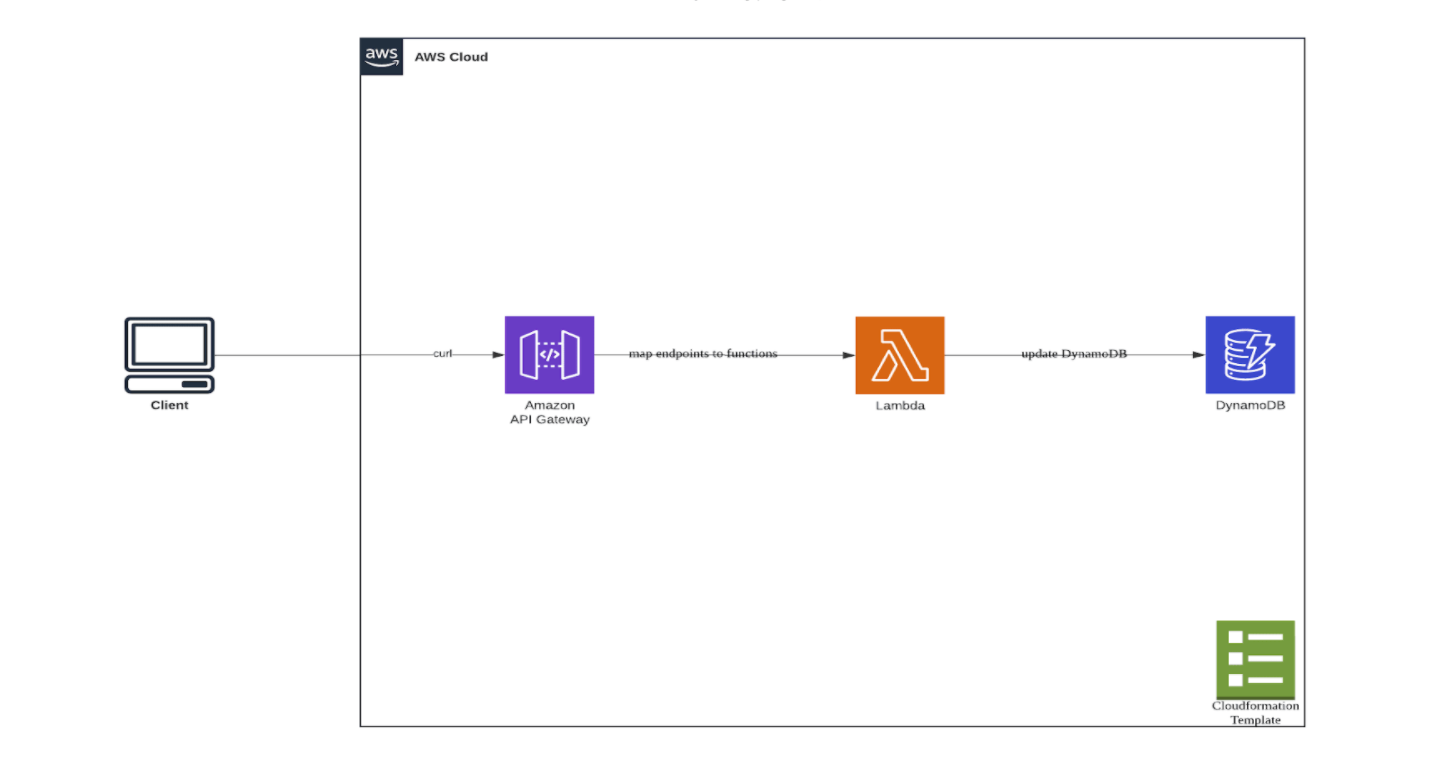 aws
AWS Cloud
curl
map endpoints to functions
update DynamoDB
Client
Amazon
API Gateway
Lambda
DynamoDB
Cloudformation
Template